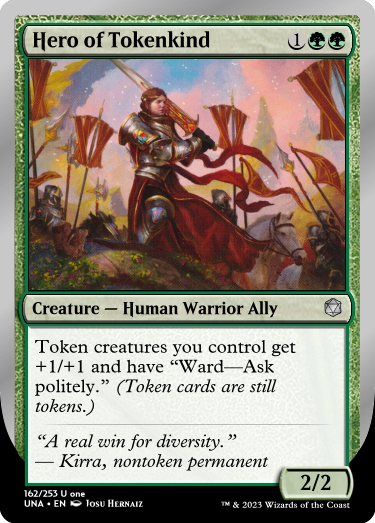 Hero of Tokenkind 1
Creature — Human Warrior Ally
Token creatures you control get
+1/+1 and have “Ward—Ask
politely.” (Token cards are still
tokens.)
“A real win for diversity.”
— Kirra, nontoken permanent
2/2
162/253 U one
UNA • EN Josu Hernaiz
™ & © 2023 Wizards of the Coast